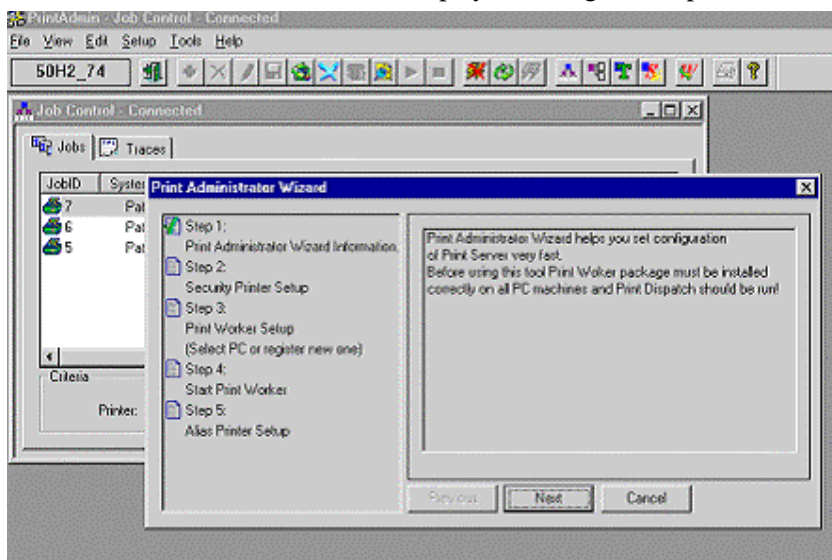 PrintAdmin - Job Control - Connected
File View Edit Setup Tools Help
50H2_74
Job Control - Connected
Jobs Traces
JobID Syste
7 Pat
6 Pat
5 Pat
Criteria
Printer:
Print Administrator Wizard
Step 1:
Print Administrator Wizard Information.
Step 2:
Security Printer Setup
Step 3:
Print Worker Setup
(Select PC or register new one)
Step 4:
Start Print Worker
Step 5:
Alias Printer Setup
Print Administrator Wizard helps you set configuration
of Print Server very fast.
Before using this tool Print Woker package must be installed
correctly on all PC machines and Print Dispatch should be run!
Previous Next Cancel